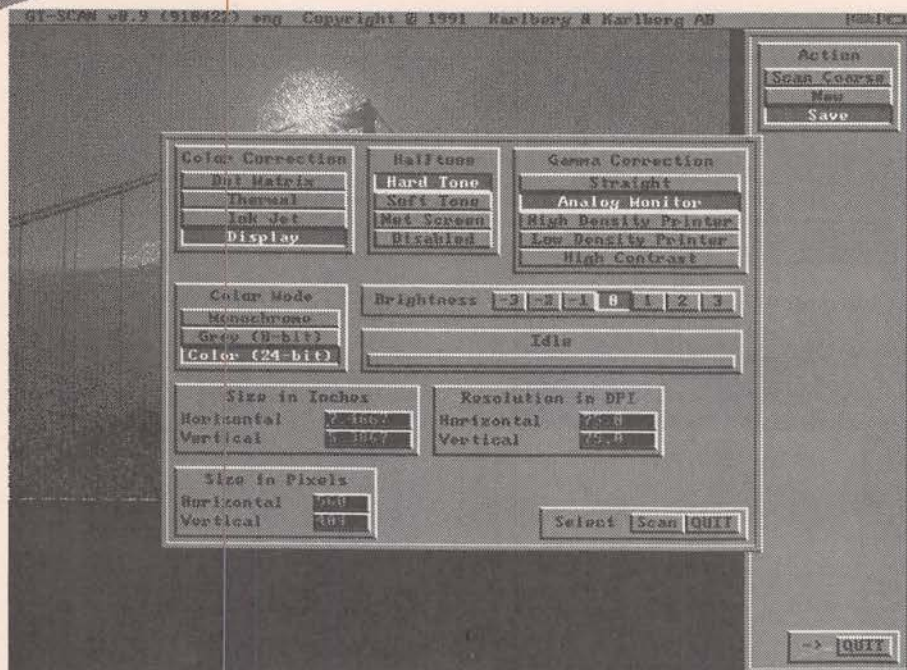 GT-SCAN v0.9 (910422) eng Copyright © 1991 Karlberg & Karlberg AB
Action
Scan Coarse
New
Save
Color Correction
Dot Matrix
Thermal
Ink Jet
Display
Halftone
Hard Tone
Soft Tone
Net Screen
Disabled
Gamma Correction
Straight
Analog Monitor
High Density Printer
Low Density Printer
High Contrast
Color Mode
Monochrome
Grey (8-bit)
Color (24-bit)
Brightness -3 -2 -1 0 1 2 3
Idle
Size in Inches
Horizontal
Vertical
Resolution in DPI
Horizontal 75.0
Vertical 75.0
Size in Pixels
Horizontal
Vertical
Select Scan QUIT
-> QUIT